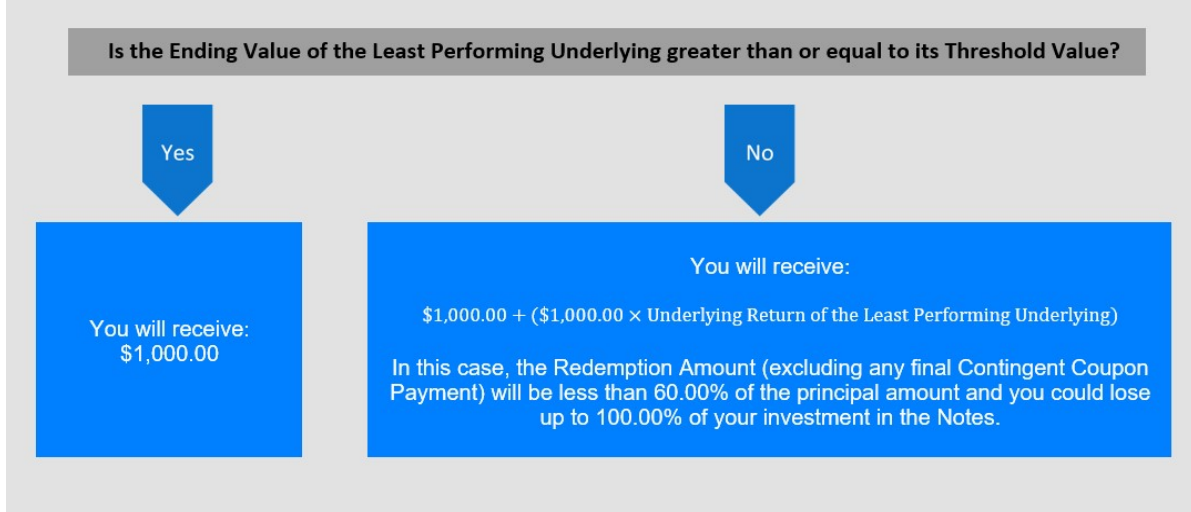 Is the Ending Value of the Least Performing Underlying greater than or equal to its Threshold Value?
Yes
No
You will receive:
$1,000.00
You will receive:
$1,000.00 + ($1,000.00 × Underlying Return of the Least Performing Underlying)
In this case, the Redemption Amount (excluding any final Contingent Coupon
Payment) will be less than 60.00% of the principal amount and you could lose
up to 100.00% of your investment in the Notes.